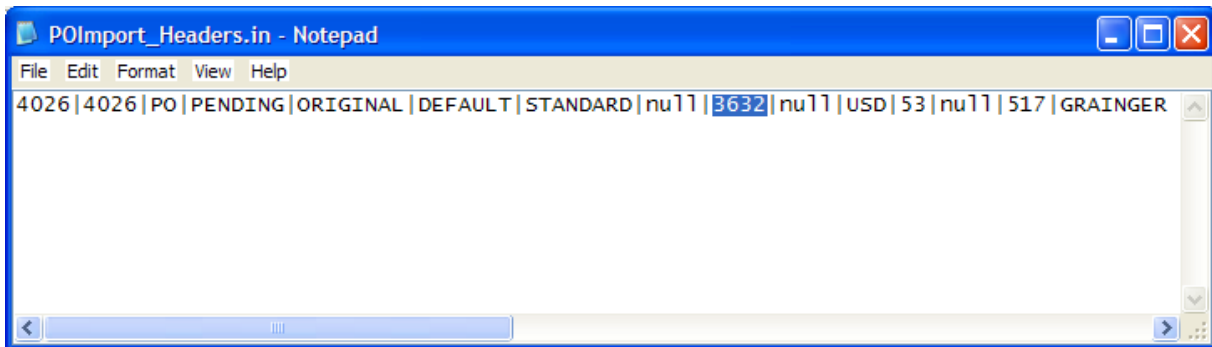 POImport_Headers.in - Notepad
File Edit Format View Help
4026|4026|PO|PENDING|ORIGINAL|DEFAULT|STANDARD|null|3632|null|USD|53|null|517|GRAINGER